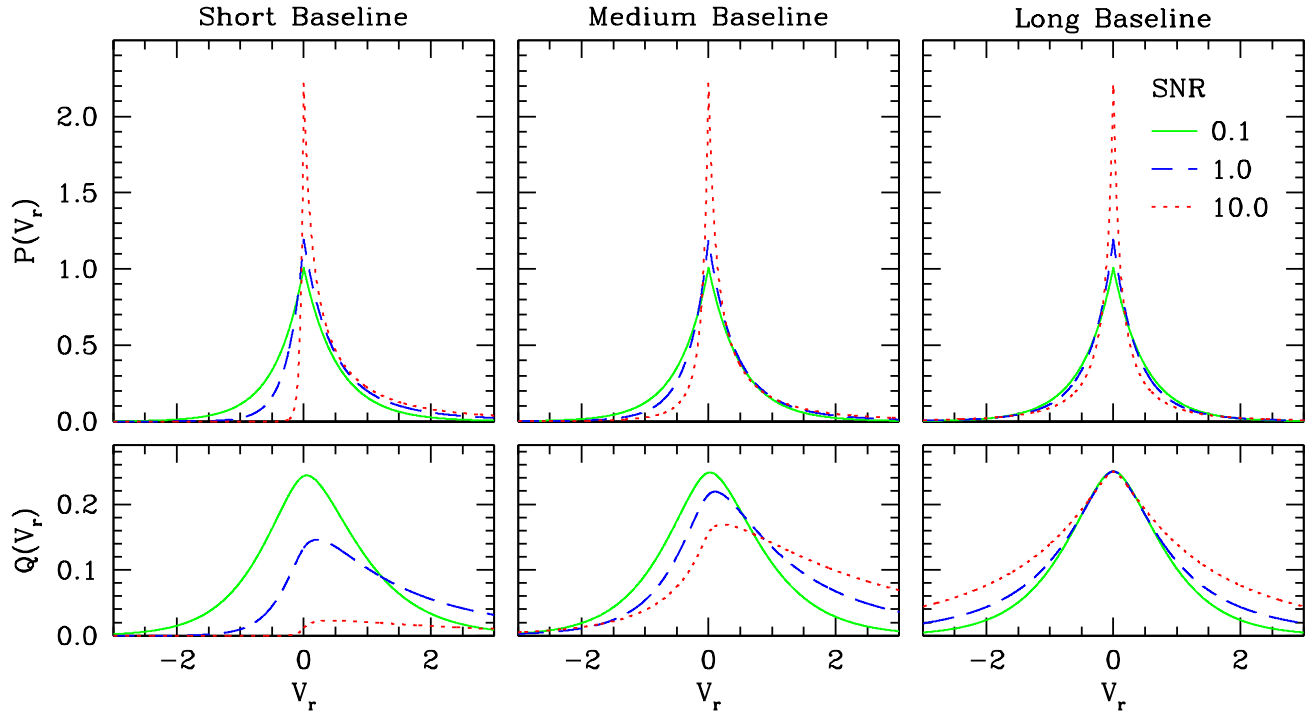 Short Baseline
Medium Baseline
Long Baseline
P(V_r)
2.0
1.5
1.0
0.5
0.0
SNR
0.1
1.0
10.0
Q(V_r)
0.2
0.1
0.0
−2 0 2
−2 0 2
−2 0 2
V_r
V_r
V_r